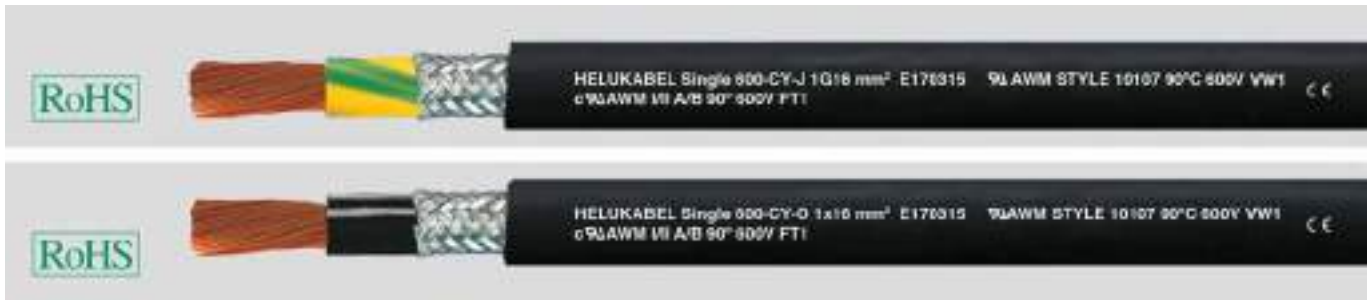 RoHS
HELUKABEL Single 600-CY-J 1G16 mm² E170315 AWM STYLE 10107 90°C 600V VW1
AWM I/II A/B 90° 600V FT1
CE
RoHS
HELUKABEL Single 600-CY-O 1x16 mm² E170315 AWM STYLE 10107 90°C 600V VW1
AWM I/II A/B 90° 600V FT1
CE